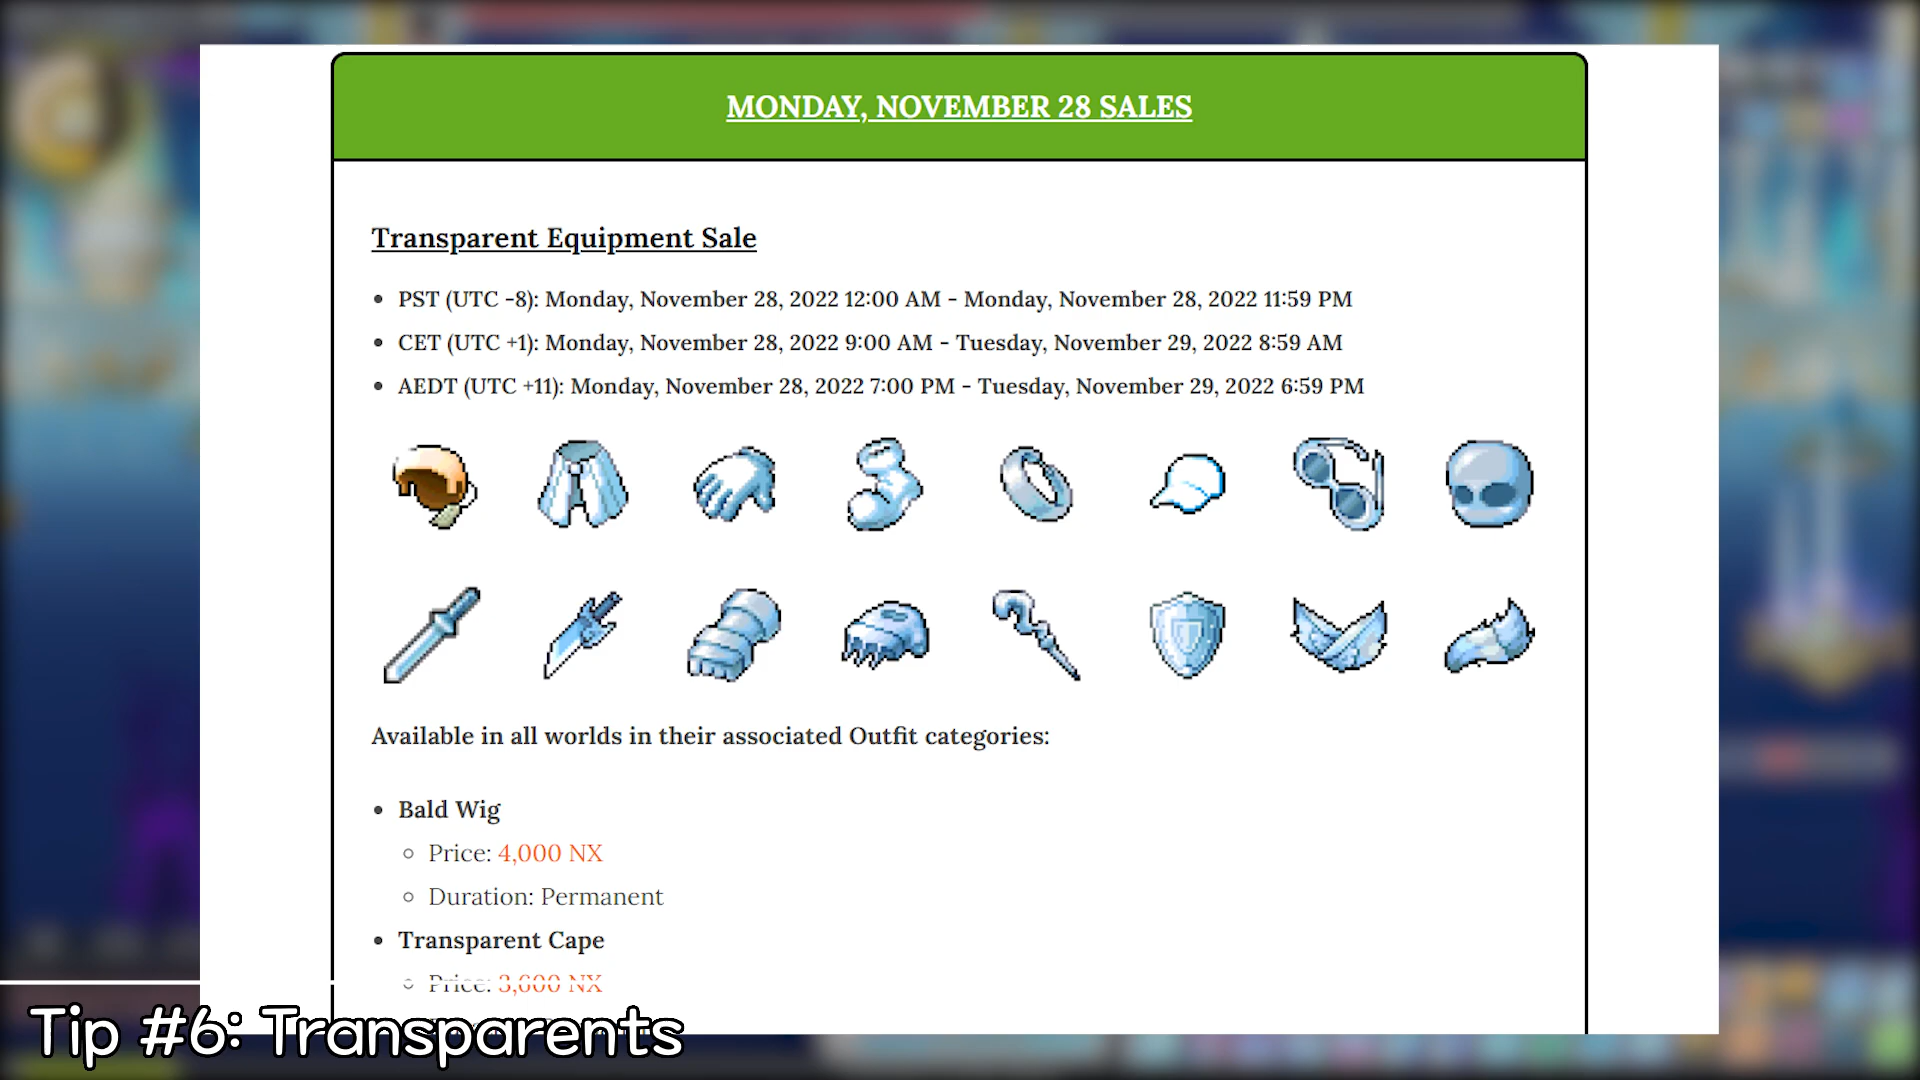 MONDAY, NOVEMBER 28 SALES
Transparent Equipment Sale
• PST (UTC -8): Monday, November 28, 2022 12:00 AM - Monday, November 28, 2022 11:59 PM
• CET (UTC +1): Monday, November 28, 2022 9:00 AM - Tuesday, November 29, 2022 8:59 AM
• AEDT (UTC +11): Monday, November 28, 2022 7:00 PM - Tuesday, November 29, 2022 6:59 PM
Available in all worlds in their associated Outfit categories:
• Bald Wig
○ Price: 4,000 NX
○ Duration: Permanent
• Transparent Cape
○ Price: 3,600 NX
Tip #6: Transparents